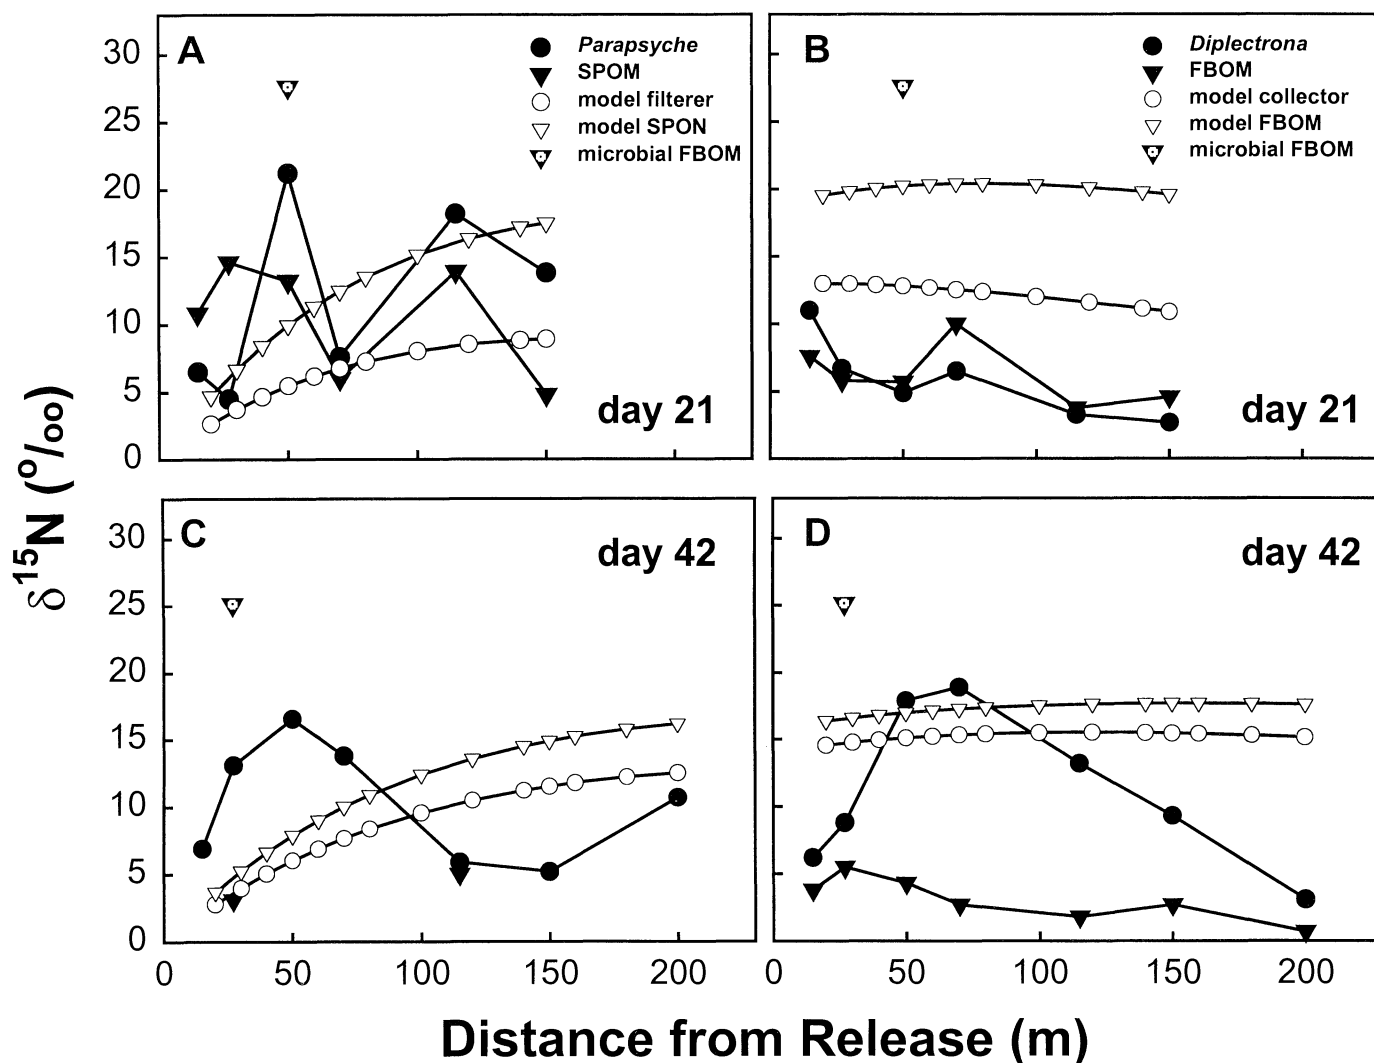 A
Parapsyche
SPOM
model filterer
model SPON
microbial FBOM
day 21
B
Diplectrona
FBOM
model collector
model FBOM
microbial FBOM
day 21
30
25
20
15
10
5
0
C
day 42
D
day 42
30
25
20
15
10
5
0
0 50 100 150 200
0 50 100 150 200
δ15N (o/oo)
Distance from Release (m)